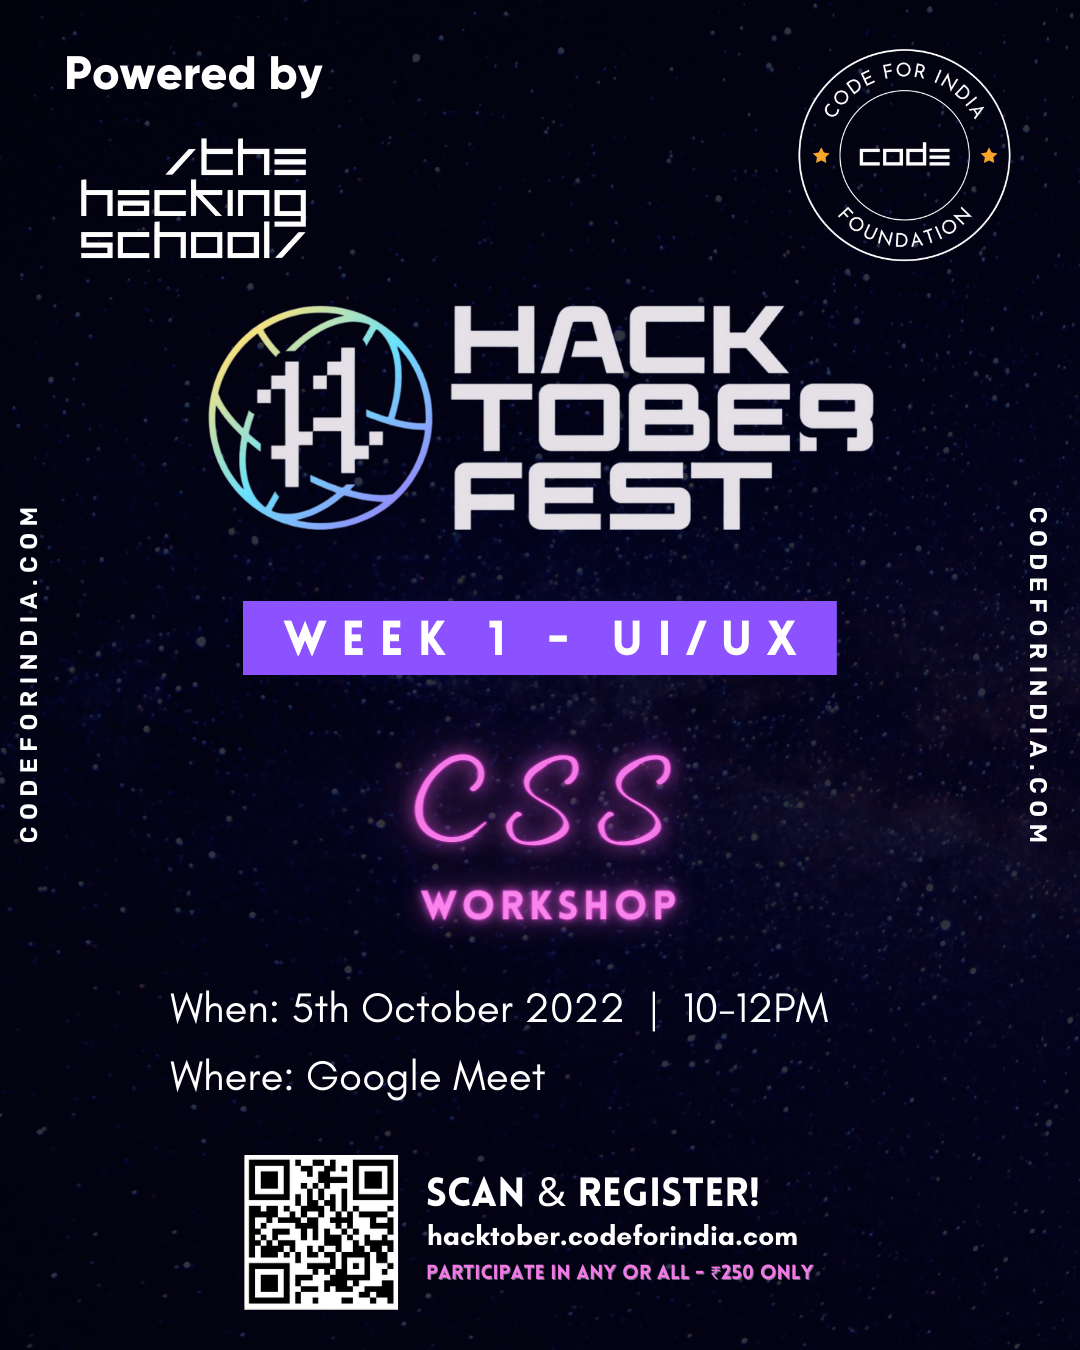 Powered by
/the
hacking
school/
CODE FOR INDIA
code
FOUNDATION
HACK
TOBER
FEST
CODEFORINDIA.COM
CODEFORINDIA.COM
WEEK 1 - UI/UX
CSS
WORKSHOP
When: 5th October 2022 | 10-12PM
Where: Google Meet
SCAN & REGISTER!
hacktober.codeforindia.com
PARTICIPATE IN ANY OR ALL - ₹250 ONLY